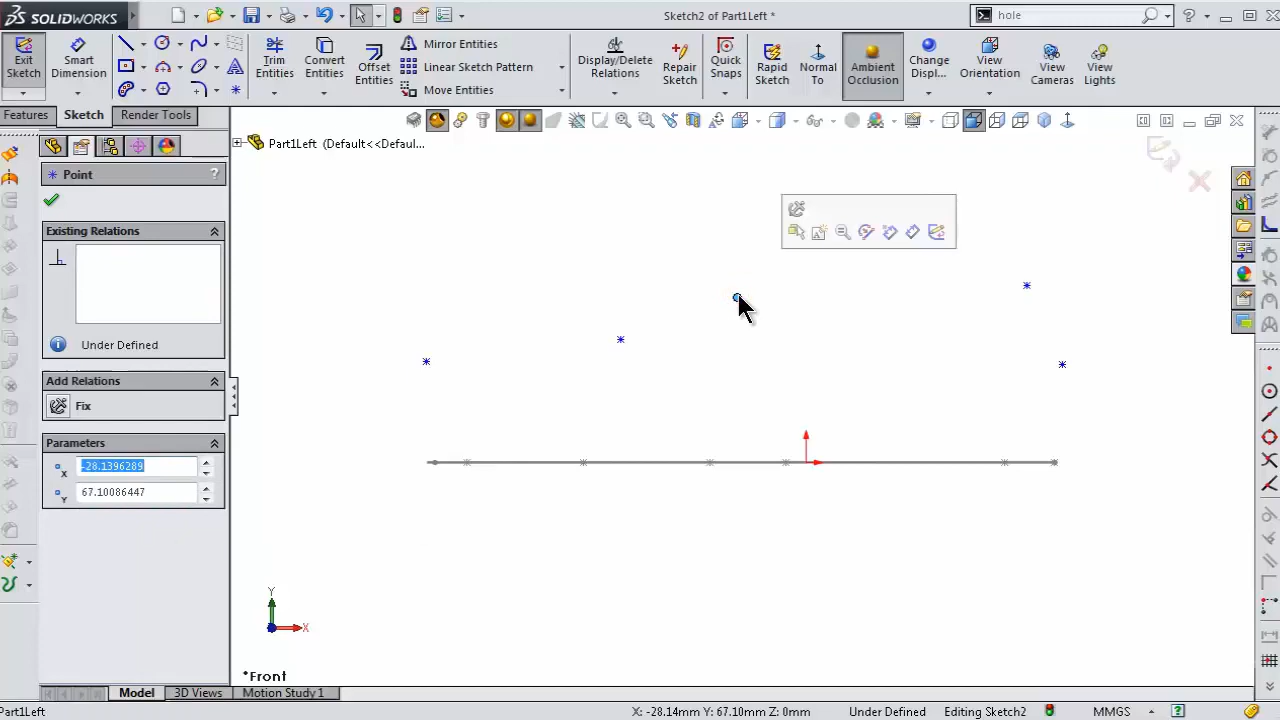 SOLIDWORKS
Sketch2 of Part1Left *
hole
Exit Sketch
Smart Dimension
Trim Entities
Convert Entities
Offset Entities
Mirror Entities
Linear Sketch Pattern
Move Entities
Display/Delete Relations
Repair Sketch
Quick Snaps
Rapid Sketch
Normal To
Ambient Occlusion
Change Displ...
View Orientation
View Cameras
View Lights
Features
Sketch
Render Tools
Part1Left (Default<<Defaul...
Point
?
Existing Relations
Under Defined
Add Relations
Fix
Parameters
X
-28.1396289
Y
67.10086447
Y
X
*Front
Model
3D Views
Motion Study 1
Part1Left
X: -28.14mm Y: 67.10mm Z: 0mm
Under Defined
Editing Sketch2
MMGS
?